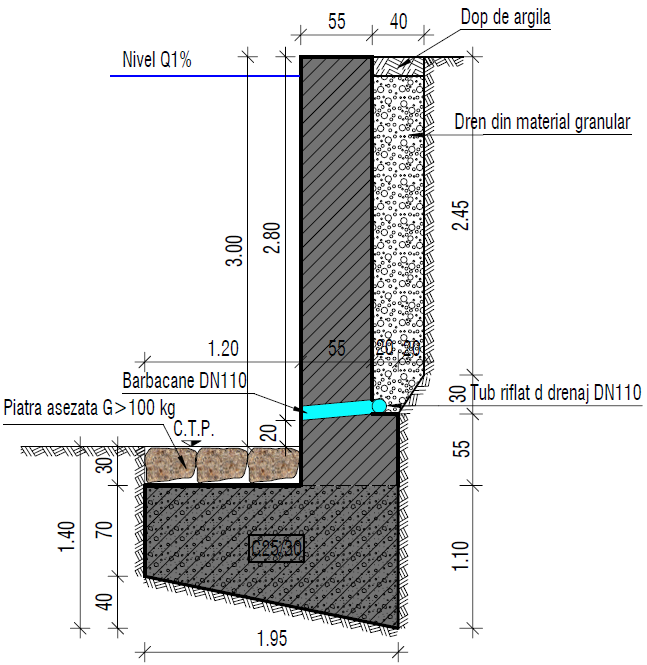 55
40
Dop de argila
Nivel Q1%
Dren din material granular
3.00
2.80
2.45
1.20
55
20
20
Barbacane DN110
Tub riflat d drenaj DN110
30
Piatra asezata G>100 kg
C.T.P.
20
30
55
1.40
70
C25/30
1.10
40
1.95